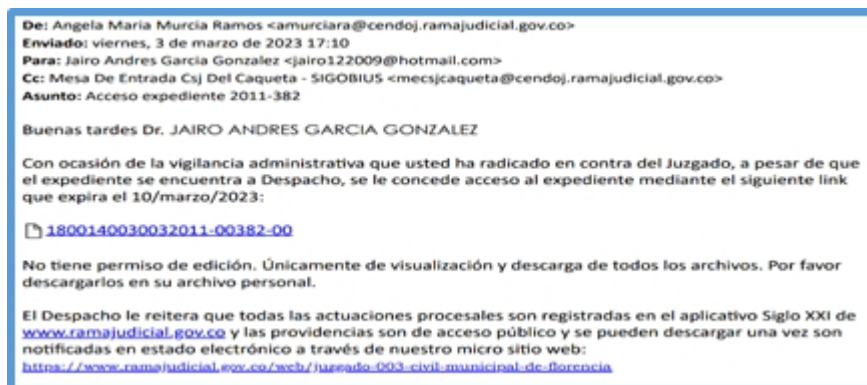 De: Angela Maria Murcia Ramos <amurciara@cendoj.ramajudicial.gov.co>
Enviado: viernes, 3 de marzo de 2023 17:10
Para: Jairo Andres Garcia Gonzalez <jairo122009@hotmail.com>
Cc: Mesa De Entrada Csj Del Caqueta - SIGOBIUS <mecsjcaqueta@cendoj.ramajudicial.gov.co>
Asunto: Acceso expediente 2011-382
Buenas tardes Dr. JAIRO ANDRES GARCIA GONZALEZ
Con ocasión de la vigilancia administrativa que usted ha radicado en contra del Juzgado, a pesar de que
el expediente se encuentra a Despacho, se le concede acceso al expediente mediante el siguiente link
que expira el 10/marzo/2023:
1800140030032011-00382-00
No tiene permiso de edición. Únicamente de visualización y descarga de todos los archivos. Por favor
descargarlos en su archivo personal.
El Despacho le reitera que todas las actuaciones procesales son registradas en el aplicativo Siglo XXI de
www.ramajudicial.gov.co y las providencias son de acceso público y se pueden descargar una vez son
notificadas en estado electrónico a través de nuestro micro sitio web:
https://www.ramajudicial.gov.co/web/juzgado-003-civil-municipal-de-florencia